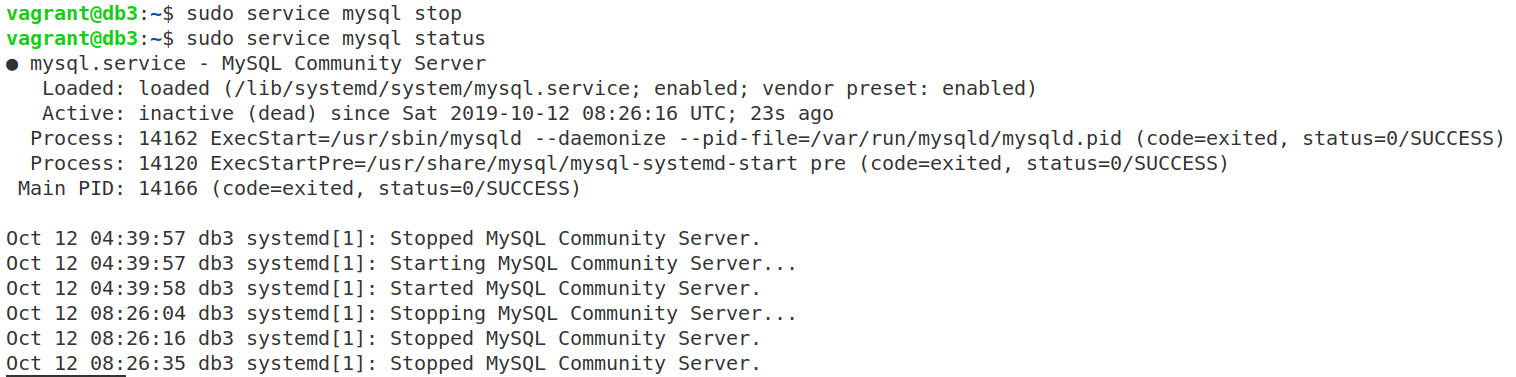 vagrant@db3:~$ sudo service mysql stop
vagrant@db3:~$ sudo service mysql status
● mysql.service - MySQL Community Server
   Loaded: loaded (/lib/systemd/system/mysql.service; enabled; vendor preset: enabled)
   Active: inactive (dead) since Sat 2019-10-12 08:26:16 UTC; 23s ago
  Process: 14162 ExecStart=/usr/sbin/mysqld --daemonize --pid-file=/var/run/mysqld/mysqld.pid (code=exited, status=0/SUCCESS)
  Process: 14120 ExecStartPre=/usr/share/mysql/mysql-systemd-start pre (code=exited, status=0/SUCCESS)
 Main PID: 14166 (code=exited, status=0/SUCCESS)

Oct 12 04:39:57 db3 systemd[1]: Stopped MySQL Community Server.
Oct 12 04:39:57 db3 systemd[1]: Starting MySQL Community Server...
Oct 12 04:39:58 db3 systemd[1]: Started MySQL Community Server.
Oct 12 08:26:04 db3 systemd[1]: Stopping MySQL Community Server...
Oct 12 08:26:16 db3 systemd[1]: Stopped MySQL Community Server.
Oct 12 08:26:35 db3 systemd[1]: Stopped MySQL Community Server.